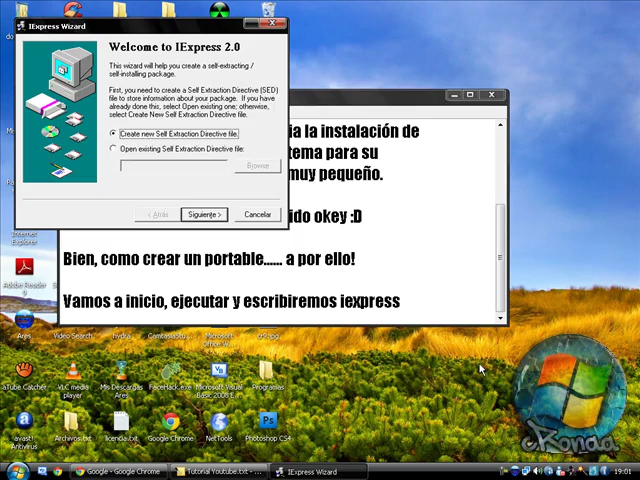 IExpress Wizard
Welcome to IExpress 2.0
This wizard will help you create a self-extracting /
self-installing package.
First, you need to create a Self Extraction Directive (SED)
file to store information about your package. If you have
already done this, select Open existing one; otherwise,
select Create New Self Extraction Directive file.
Create new Self Extraction Directive file.
Open existing Self Extraction Directive file:
Browse
< Atrás
Siguiente >
Cancelar
ia la instalación de
tema para su
muy pequeño.
ido okey :D
Bien, como crear un portable...... a por ello!
Vamos a inicio, ejecutar y escribiremos iexpress
Internet
Explorer
Adobe Reader
9
Ares
Video Search
hydra
Microsoft
aTube Catcher
VLC media
player
Mis Descargas
Ares
FaceHack.exe
Microsoft Visual
Basic 2008 E...
Programas
avast!
Antivirus
Archivos.txt
licencia.txt
Google Chrome
NetTools
Photoshop CS4
Ronda
Google - Google Chrome
Tutorial Youtube.txt - ...
IExpress Wizard
19:01